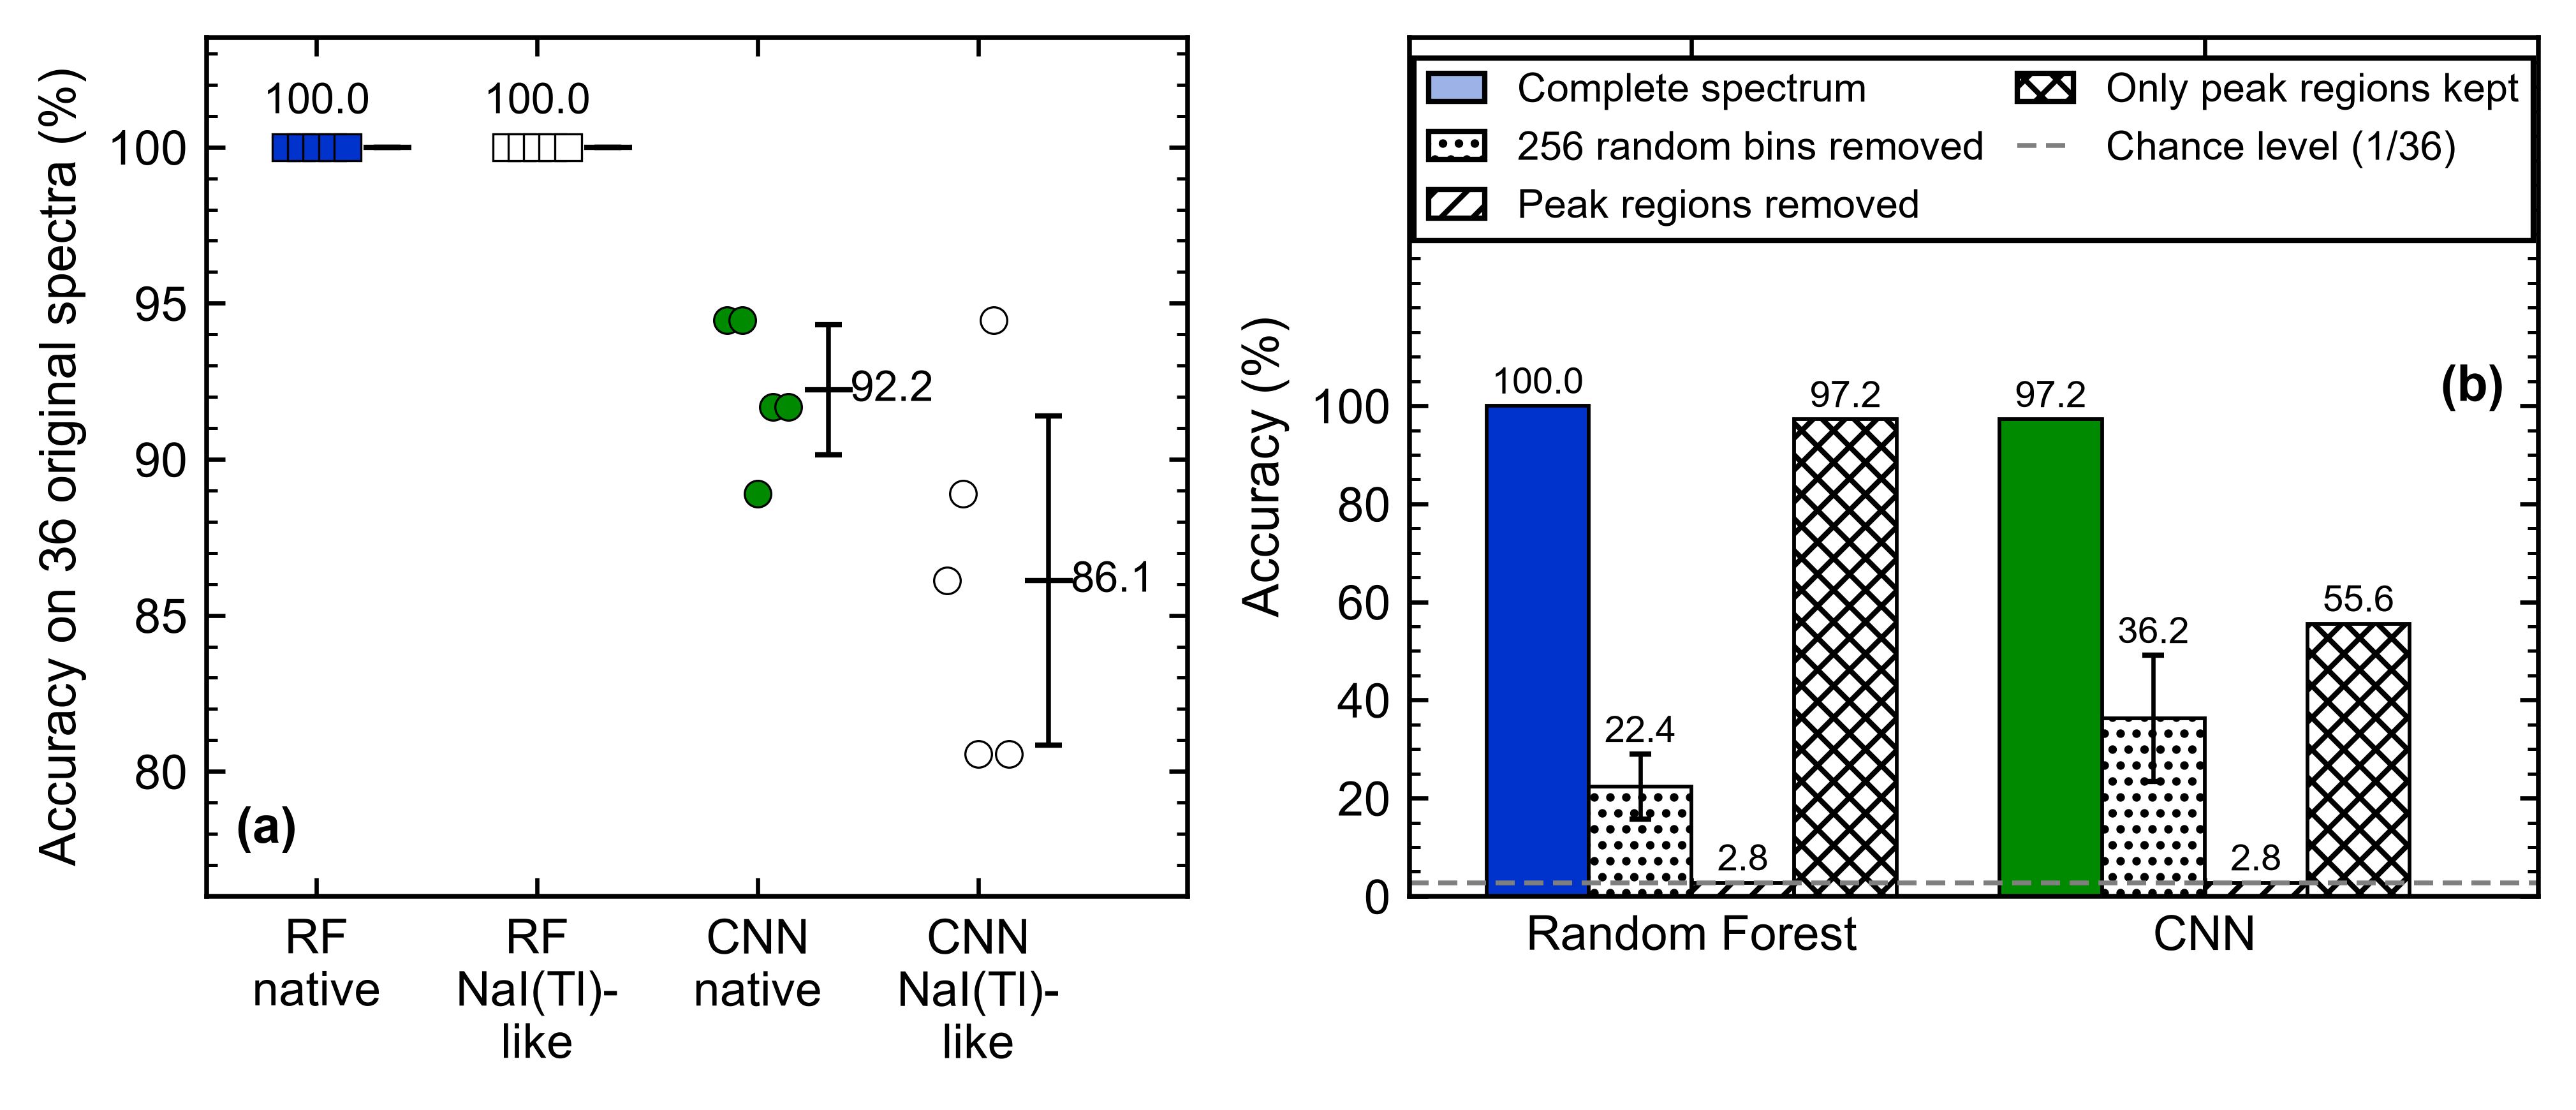 Accuracy on 36 original spectra (%)
100
95
90
85
80
100.0
100.0
92.2
86.1
(a)
RF
native
RF
NaI(Tl)-
like
CNN
native
CNN
NaI(Tl)-
like
Accuracy (%)
100
80
60
40
20
0
Complete spectrum
256 random bins removed
Peak regions removed
Only peak regions kept
Chance level (1/36)
(b)
100.0
22.4
2.8
97.2
97.2
36.2
2.8
55.6
Random Forest
CNN